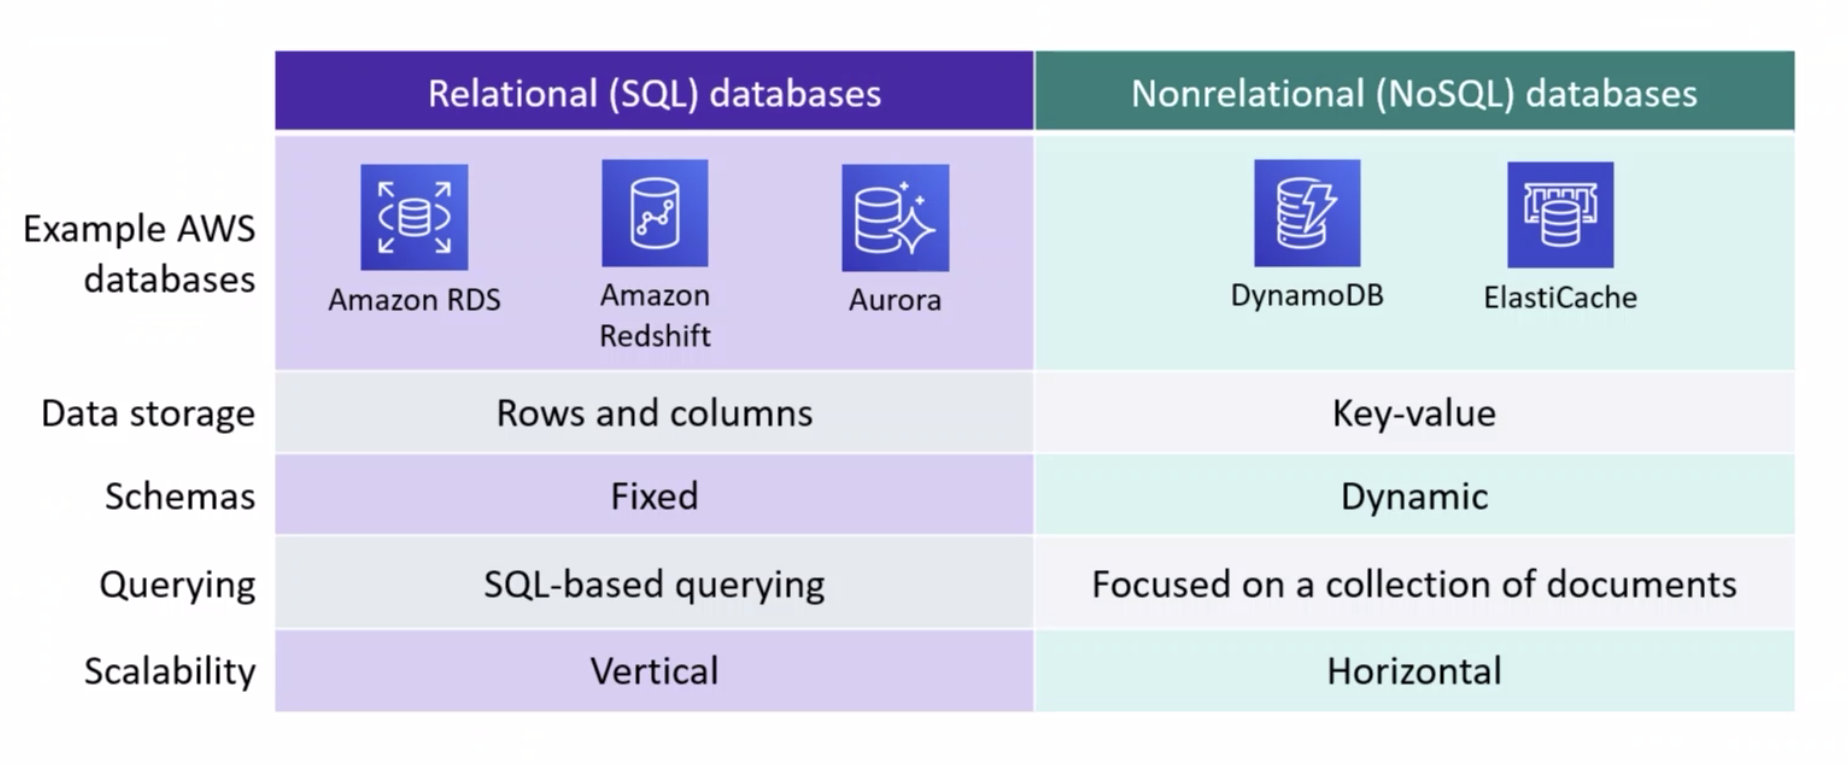 Relational (SQL) databases
Nonrelational (NoSQL) databases
Example AWS
databases
Amazon RDS
Amazon
Redshift
Aurora
DynamoDB
ElastiCache
Data storage
Rows and columns
Key-value
Schemas
Fixed
Dynamic
Querying
SQL-based querying
Focused on a collection of documents
Scalability
Vertical
Horizontal